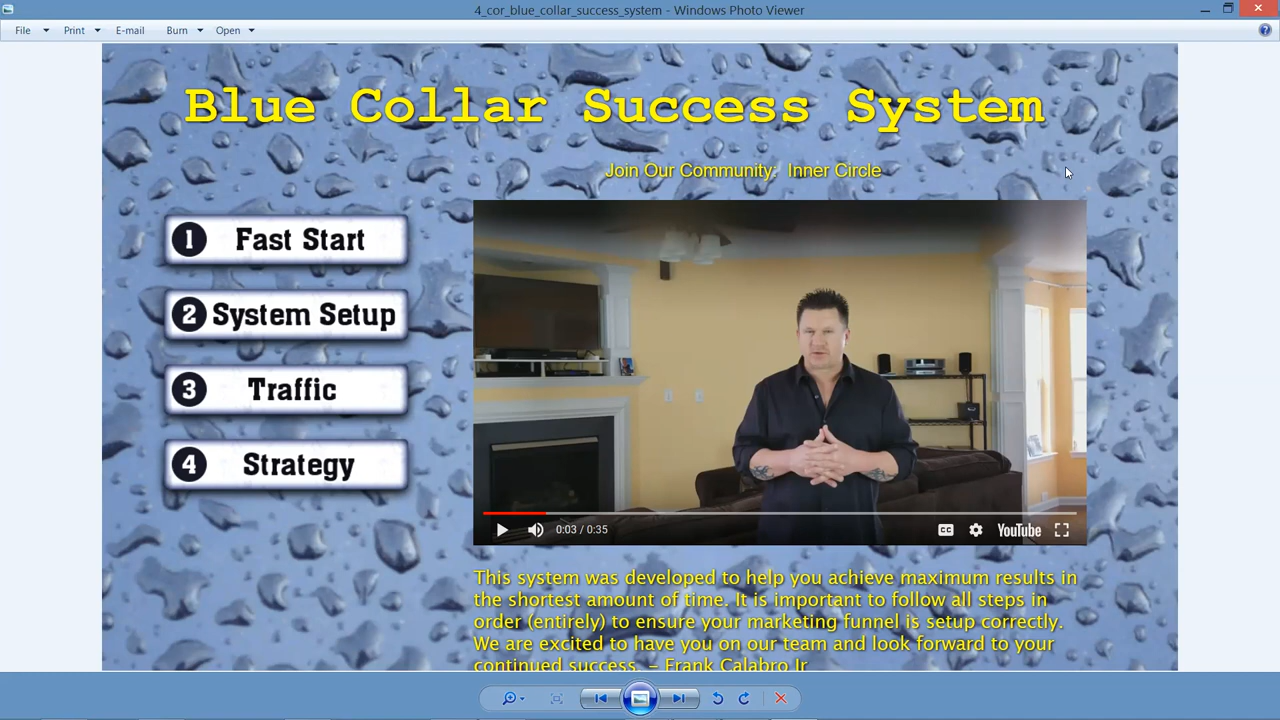 4_cor_blue_collar_success_system - Windows Photo Viewer
File Print E-mail Burn Open
Blue Collar Success System
Join Our Community: Inner Circle
1 Fast Start
2 System Setup
3 Traffic
4 Strategy
0:03 / 0:35 CC YouTube
This system was developed to help you achieve maximum results in
the shortest amount of time. It is important to follow all steps in
order (entirely) to ensure your marketing funnel is setup correctly.
We are excited to have you on our team and look forward to your
continued success. – Frank Calabro Jr